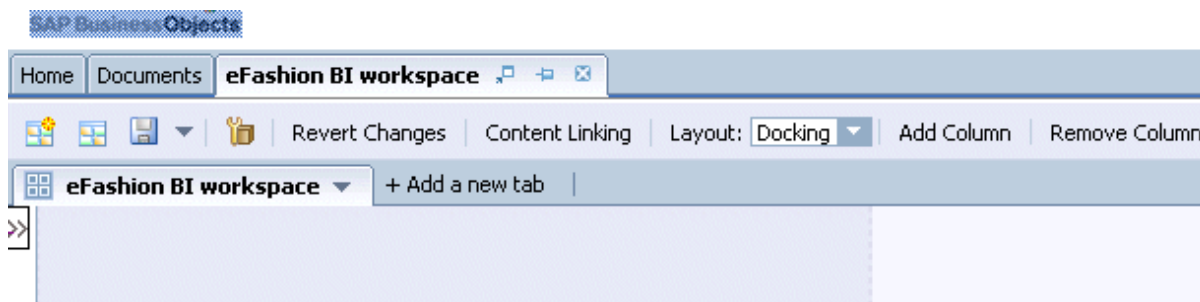 SAP BusinessObjects
Home Documents eFashion BI workspace
Revert Changes Content Linking Layout: Docking Add Column Remove Column
eFashion BI workspace + Add a new tab